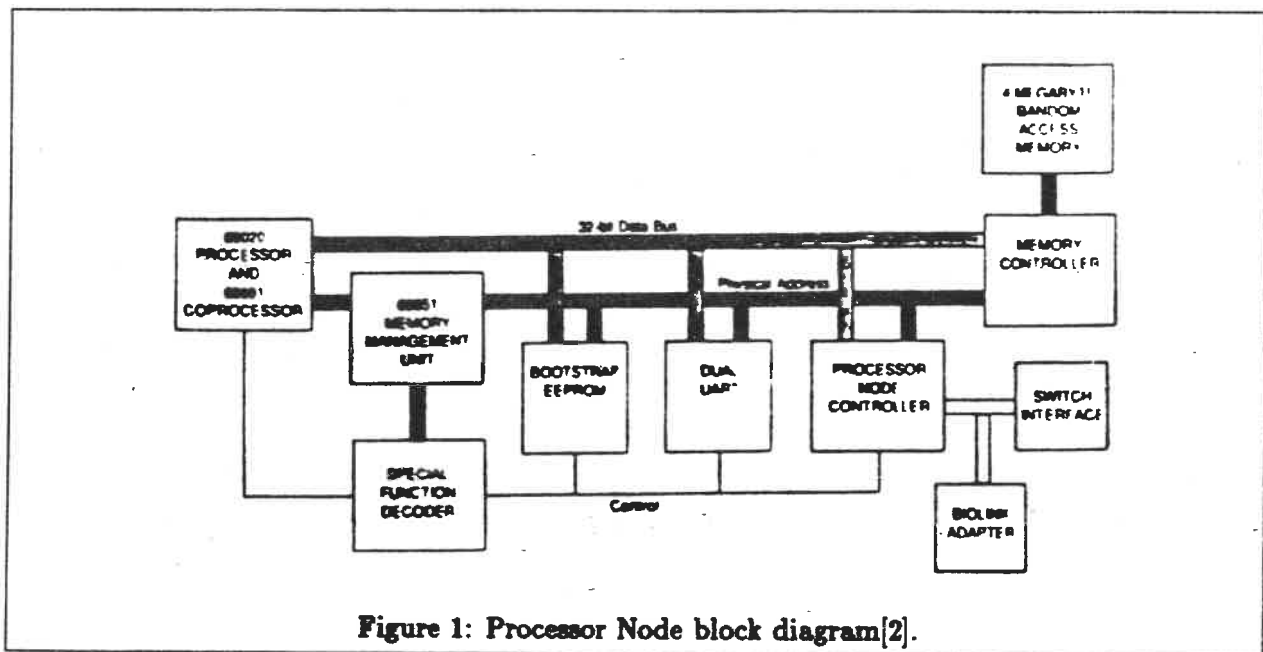 4 MEGABYTE
RANDOM
ACCESS
MEMORY
32-bit Data Bus
68020
PROCESSOR
AND
68881
COPROCESSOR
MEMORY
CONTROLLER
Physical Address
68851
MEMORY
MANAGEMENT
UNIT
BOOTSTRAP
EEPROM
DUAL
UART
PROCESSOR
NODE
CONTROLLER
SWITCH
INTERFACE
SPECIAL
FUNCTION
DECODER
Control
ADAPTER
Figure 1: Processor Node block diagram[2].